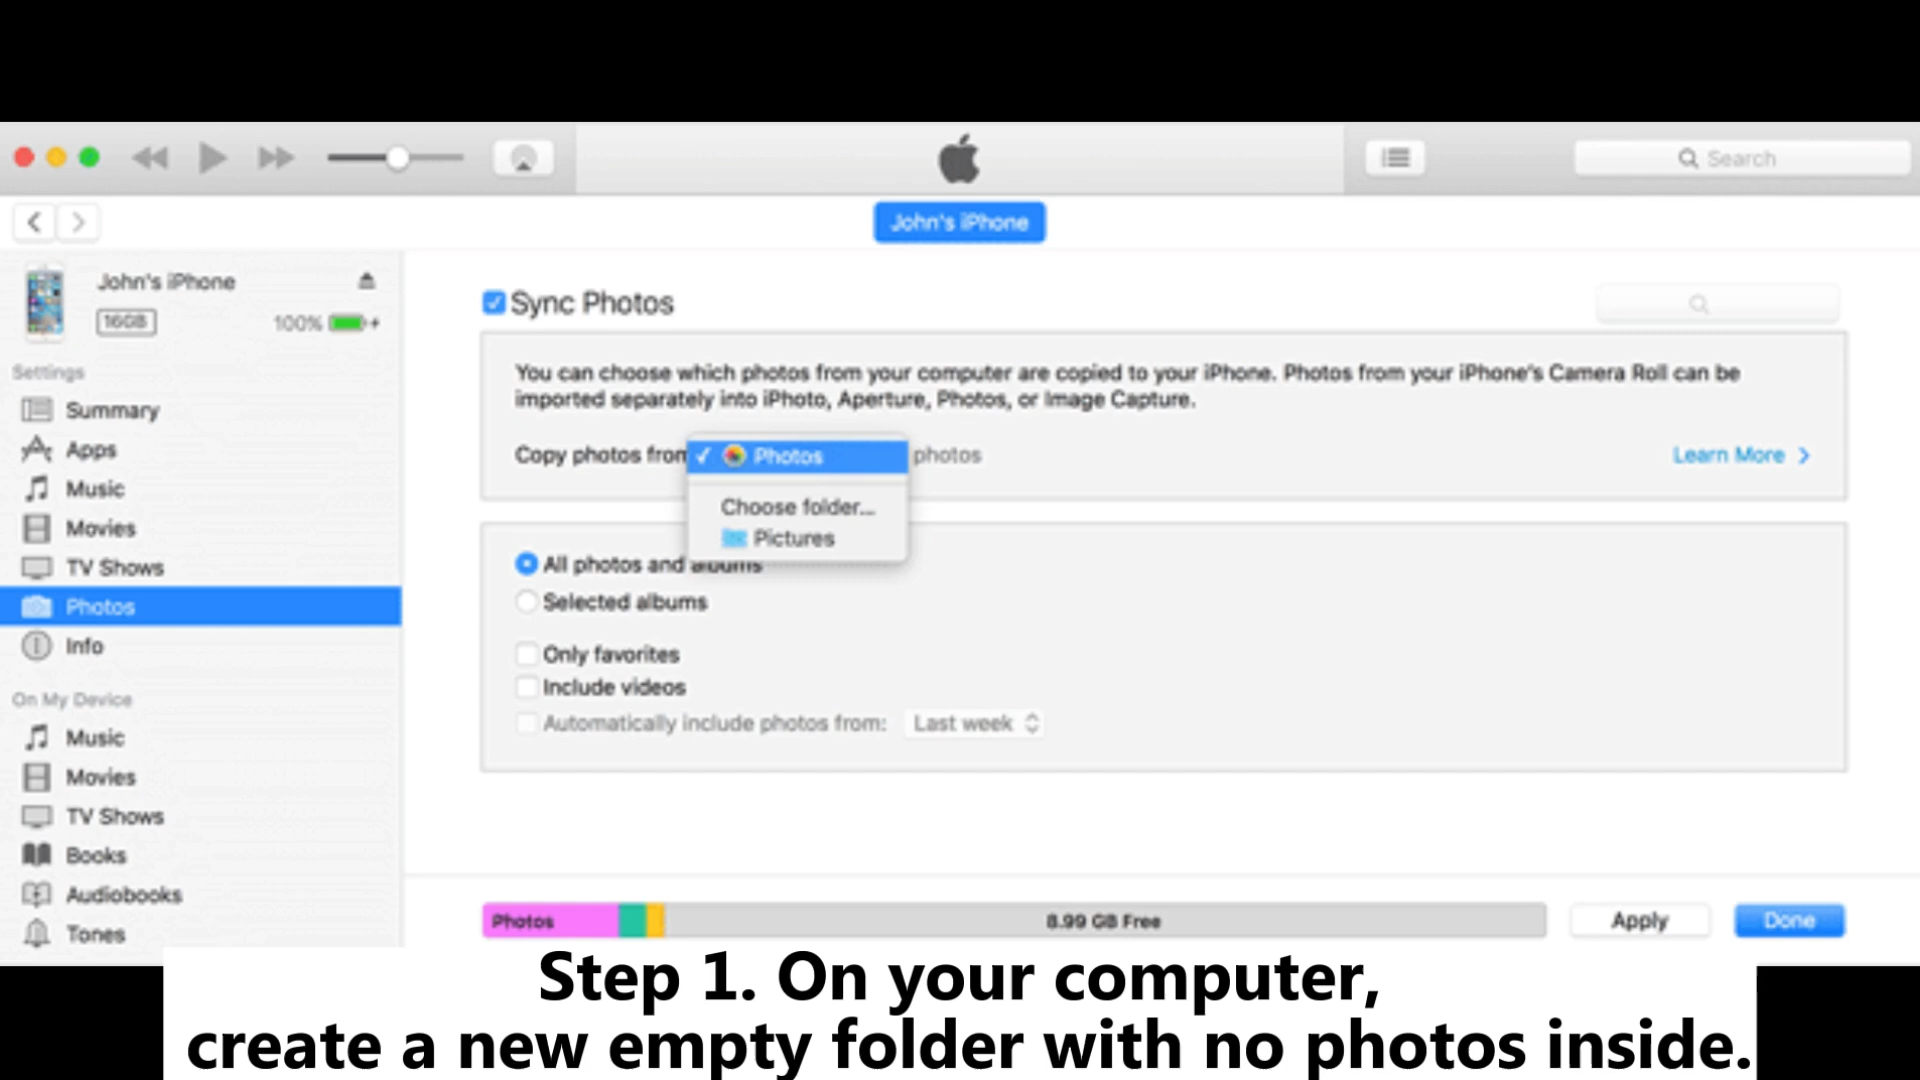 Search
John's iPhone
John's iPhone
16GB
100%
Settings
Summary
Apps
Music
Movies
TV Shows
Photos
Info
On My Device
Music
Movies
TV Shows
Books
Audiobooks
Tones
Sync Photos
You can choose which photos from your computer are copied to your iPhone. Photos from your iPhone's Camera Roll can be
imported separately into iPhoto, Aperture, Photos, or Image Capture.
Copy photos from Photos photos Learn More
Choose folder...
Pictures
All photos and albums
Selected albums
Only favorites
Include videos
Automatically include photos from: Last week
Photos 8.99 GB Free Apply Done
Step 1. On your computer,
create a new empty folder with no photos inside.